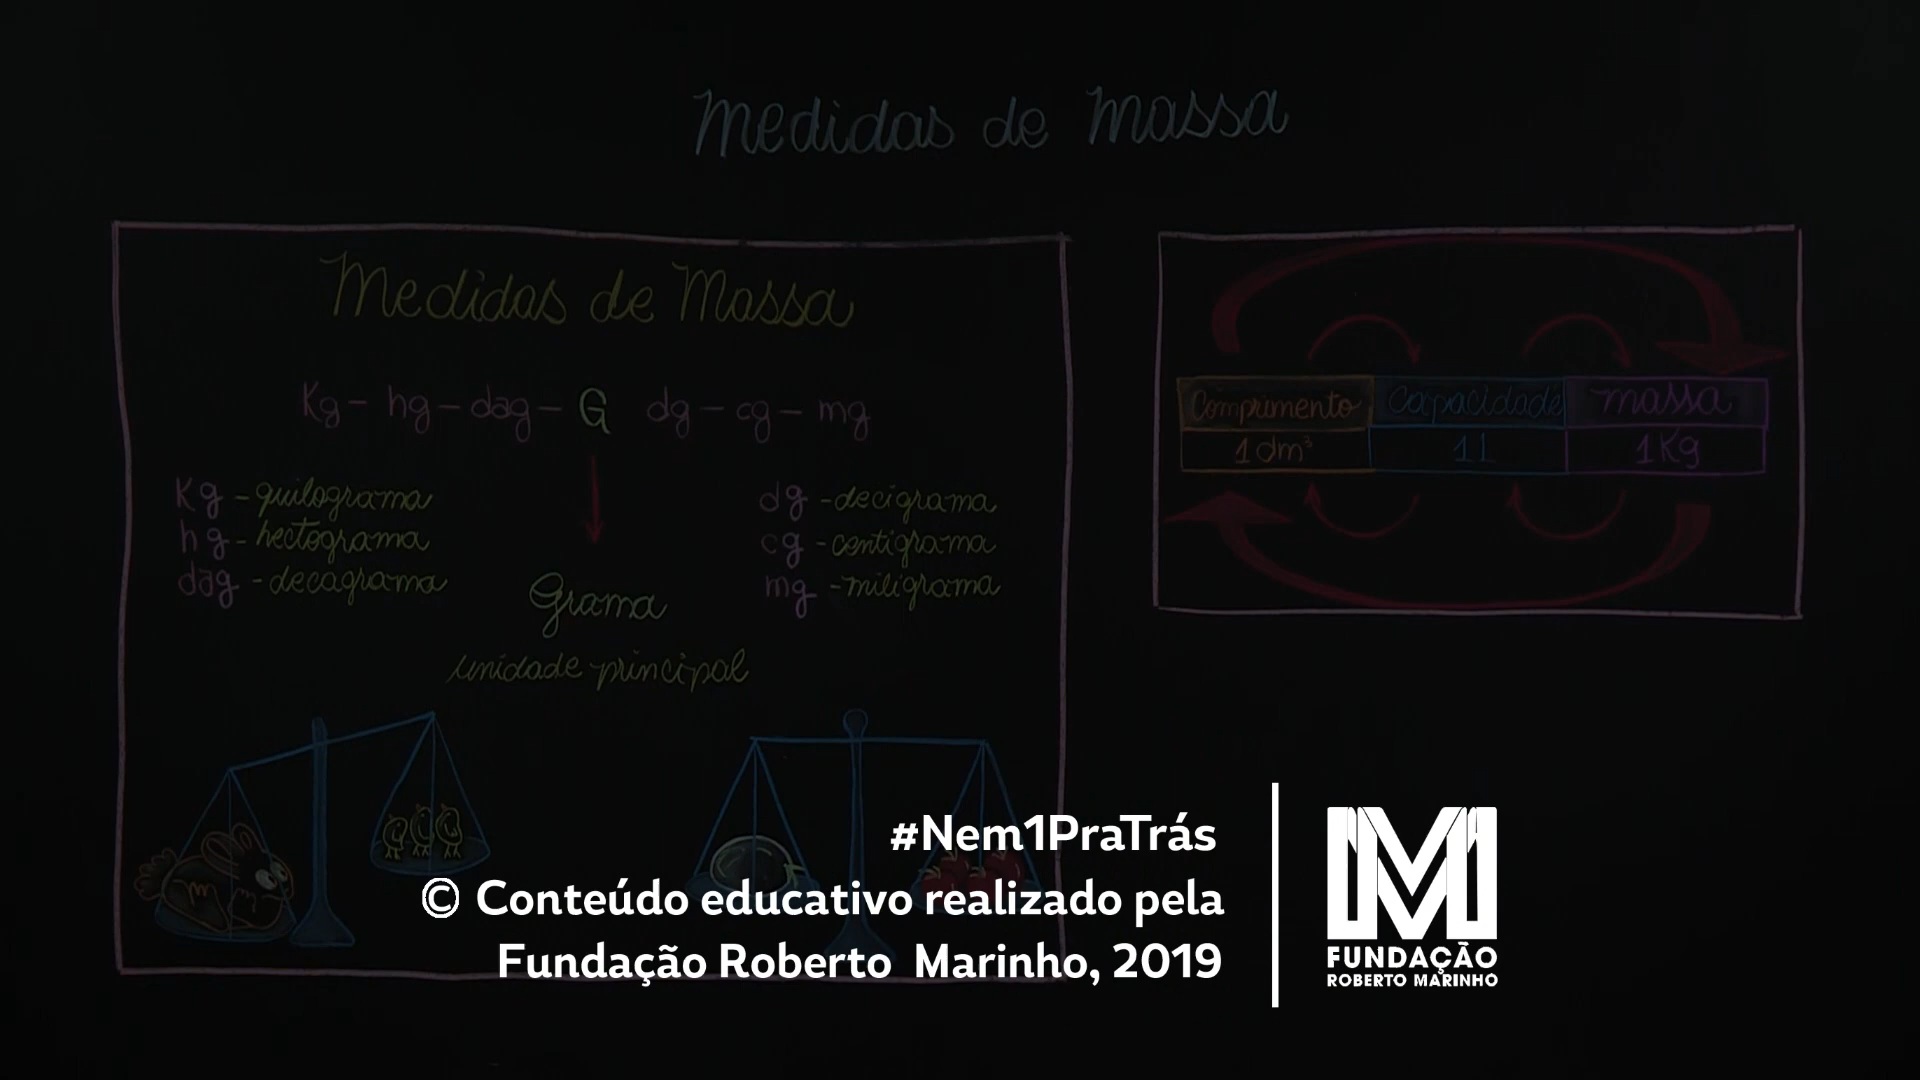 Medidas de massa
Medidas de Massa
Kg - hg - dag - G dg - cg - mg
Kg - quilograma
hg - hectograma
dag - decagrama
dg - decigrama
cg - centigrama
mg - miligrama
Grama
unidade principal
Comprimento Capacidade massa
1 dm³ 1 l 1 Kg
#Nem1PraTrás
© Conteúdo educativo realizado pela
Fundação Roberto Marinho, 2019
FUNDAÇÃO
ROBERTO MARINHO